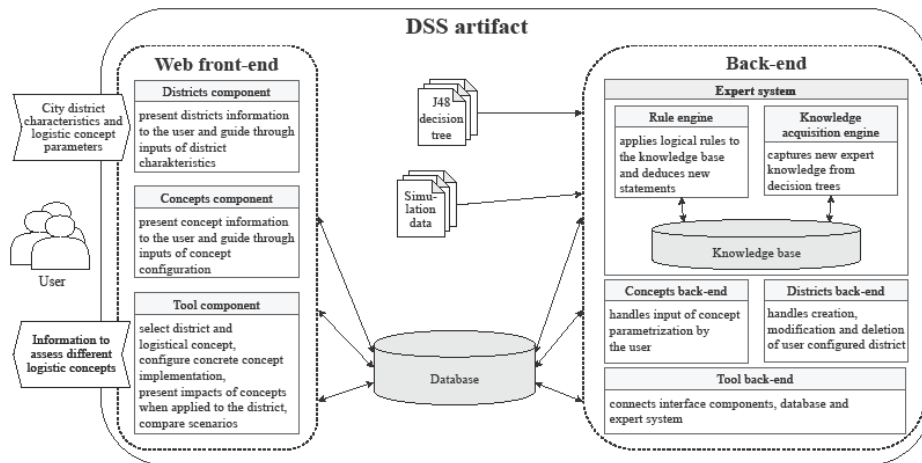 DSS artifact
City district
characteristics and
logistic concept
parameters
User
Information to
assess different
logistic concepts
Web front-end
Districts component
present districts information
to the user and guide through
inputs of district
charakteristics
Concepts component
present concept information
to the user and guide through
inputs of concept
configuration
Tool component
select district and
logistical concept,
configure concrete concept
implementation,
present impacts of concepts
when applied to the district,
compare scenarios
J48
decision
tree
Simu-
lation
data
Database
Back-end
Expert system
Rule engine
applies logical rules to
the knowledge base
and deduces new
statements
Knowledge
acquisition engine
captures new expert
knowledge from
decision trees
Knowledge base
Concepts back-end
handles input of concept
parametrization by
the user
Districts back-end
handles creation,
modification and deletion
of user configured district
Tool back-end
connects interface components, database and
expert system